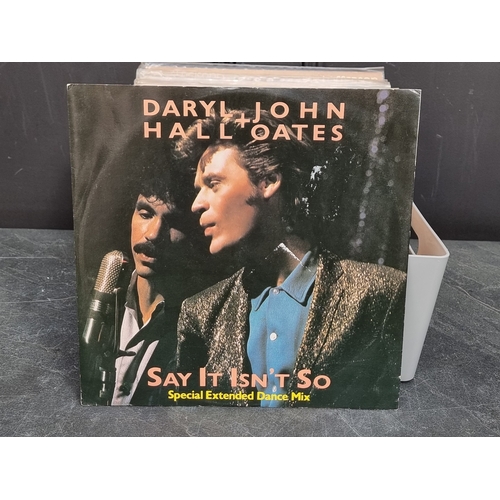 DARYL + JOHN
HALL OATES
SAY IT ISN'T SO
Special Extended Dance Mix